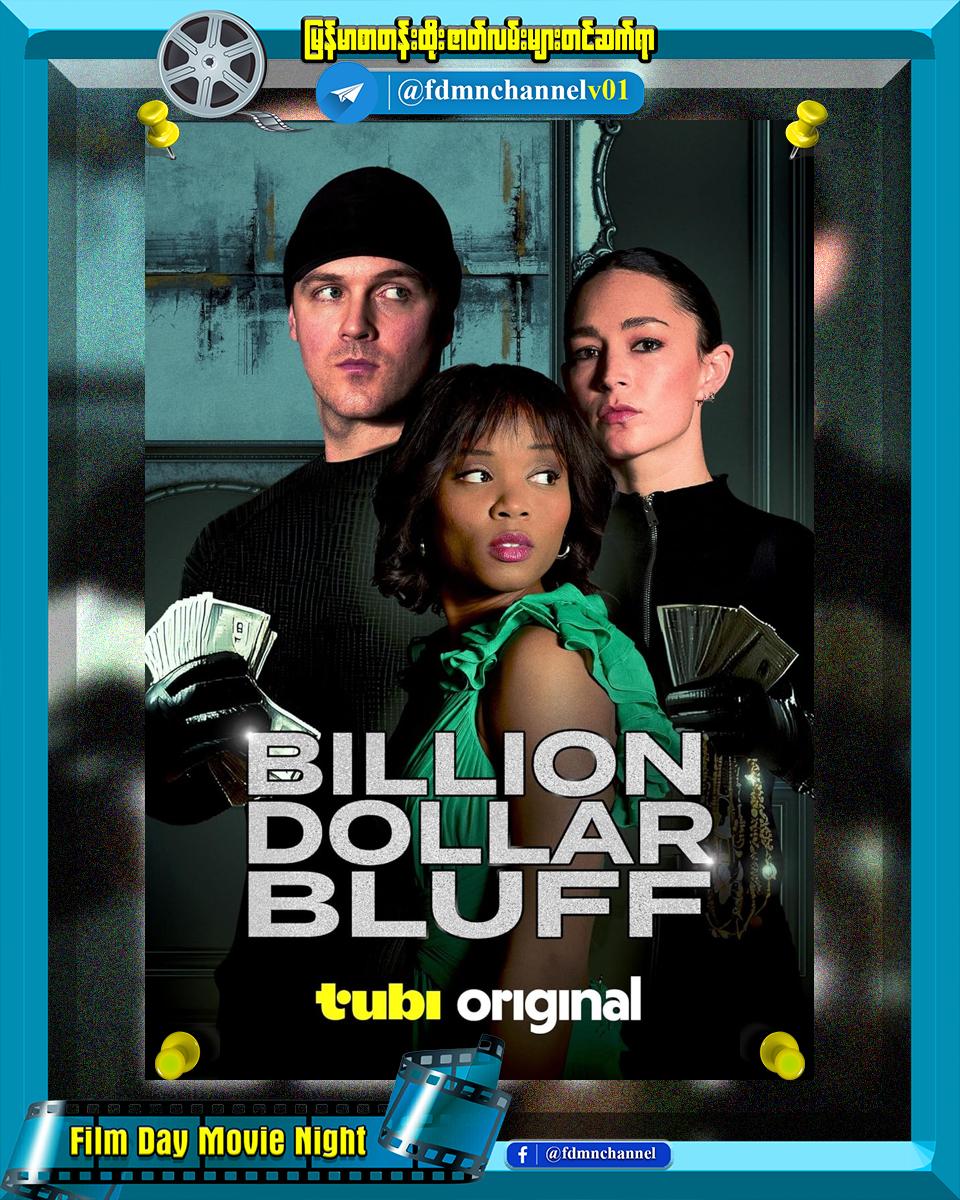 မြန်မာစာတန်းထိုးဇာတ်လမ်းများတင်ဆက်ရာ
@fdmnchannelv01
BILLION
DOLLAR
BLUFF
tubi original
Film Day Movie Night
@fdmnchannel